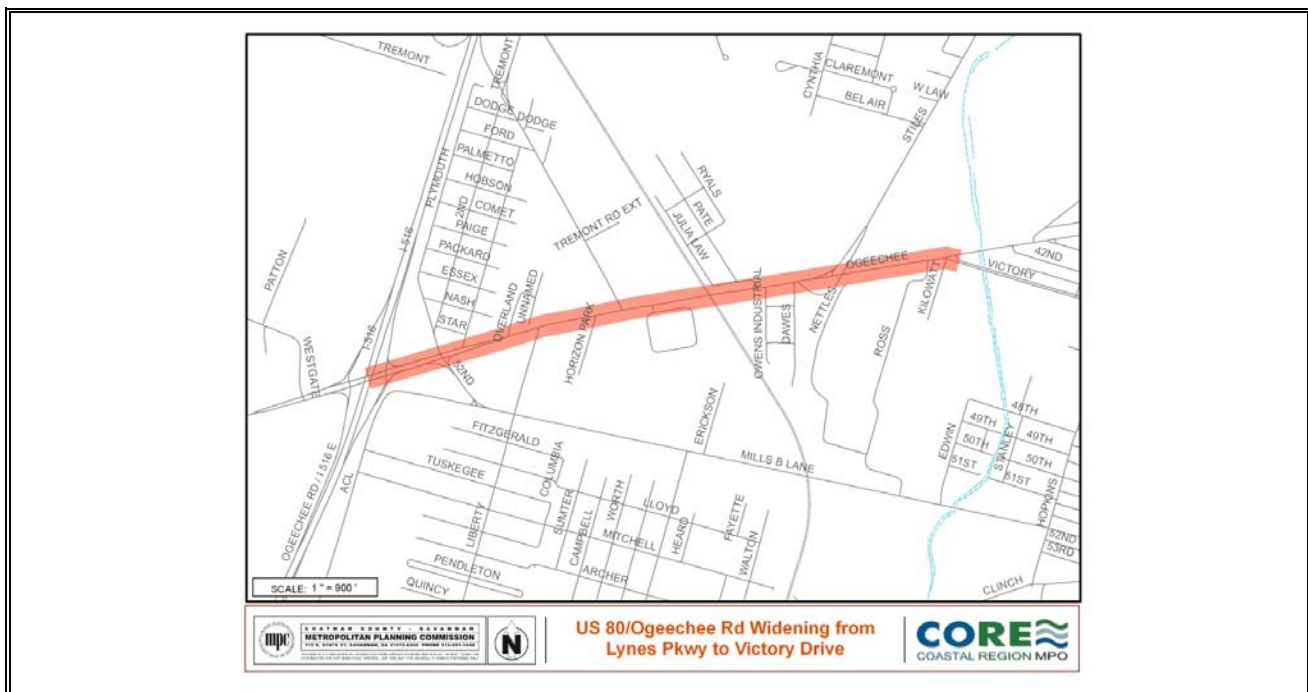 TREMONT
TREMONT
CYNTHIA
CLAREMONT
W LAW
BEL AIR
STILES
DODGE DODGE
FORD
PALMETTO
PLYMOUTH
HOBSON
2ND
COMET
PAIGE
PACKARD
I-516
ESSEX
NASH
STAR
RYALS
PATE
JULIA LAW
TREMONT RD EXT
PATTON
OVERLAND
UNNAMED
HORIZON PARK
OWENS INDUSTRIAL
DAWES
NETTLES
OGEECHEE
KILOWATT
ROSS
42ND
VICTORY
WESTGATE
I-516
52ND
ERICKSON
FITZGERALD
MILLS B LANE
TUSKEGEE
COLUMBIA
SUMTER
CAMPBELL
WORTH
LLOYD
MITCHELL
HEARD
FAYETTE
WALTON
LIBERTY
ARCHER
PENDLETON
QUINCY
OGEECHEE RD / I 516 E
ACL
48TH
49TH
49TH
50TH
50TH
51ST
51ST
EDWIN
STANLEY
HOPKINS
52ND
53RD
CLINCH
SCALE: 1 " = 900 '
mpc
CHATHAM COUNTY - SAVANNAH
METROPOLITAN PLANNING COMMISSION
N
US 80/Ogeechee Rd Widening from
Lynes Pkwy to Victory Drive
CORE
COASTAL REGION MPO